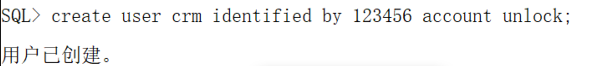 SQL> create user crm identified by 123456 account unlock;
用户已创建。